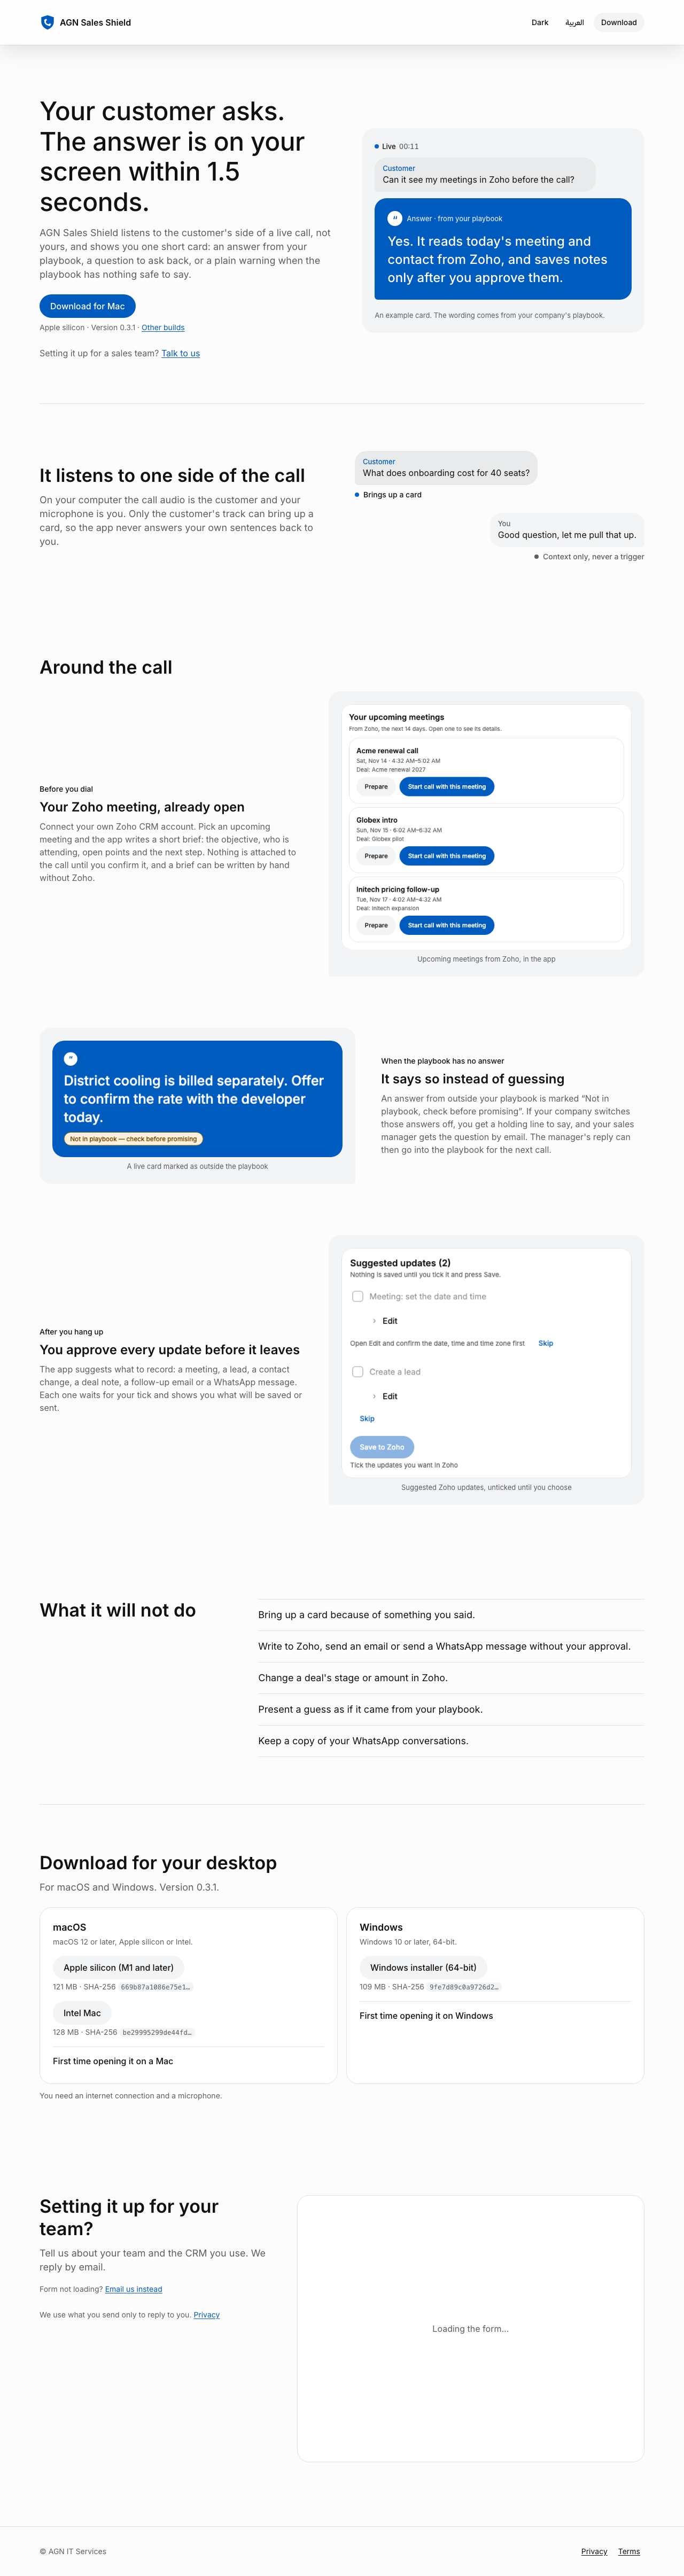 AGN Sales Shield
Dark
العربية
Download
Your customer asks.
The answer is on your
screen within 1.5
seconds.
AGN Sales Shield listens to the customer's side of a live call, not
yours, and shows you one short card: an answer from your
playbook, a question to ask back, or a plain warning when the
playbook has nothing safe to say.
Download for Mac
Apple silicon · Version 0.3.1 · Other builds
Setting it up for a sales team? Talk to us
Live 00:11
Customer
Can it see my meetings in Zoho before the call?
Answer · from your playbook
Yes. It reads today's meeting and
contact from Zoho, and saves notes
only after you approve them.
An example card. The wording comes from your company's playbook.
It listens to one side of the call
On your computer the call audio is the customer and your
microphone is you. Only the customer's track can bring up a
card, so the app never answers your own sentences back to
you.
Customer
What does onboarding cost for 40 seats?
Brings up a card
You
Good question, let me pull that up.
Context only, never a trigger
Around the call
Before you dial
Your Zoho meeting, already open
Connect your own Zoho CRM account. Pick an upcoming
meeting and the app writes a short brief: the objective, who is
attending, open points and the next step. Nothing is attached to
the call until you confirm it, and a brief can be written by hand
without Zoho.
Your upcoming meetings
From Zoho, the next 14 days. Open one to see its details.
Acme renewal call
Sat, Nov 14 · 4:32 AM–5:02 AM
Deal: Acme renewal 2027
Prepare
Start call with this meeting
Globex intro
Sun, Nov 15 · 6:02 AM–6:32 AM
Deal: Globex pilot
Prepare
Start call with this meeting
Initech pricing follow-up
Tue, Nov 17 · 4:02 AM–4:32 AM
Deal: Initech expansion
Prepare
Start call with this meeting
Upcoming meetings from Zoho, in the app
District cooling is billed separately. Offer
to confirm the rate with the developer
today.
Not in playbook — check before promising
A live card marked as outside the playbook
When the playbook has no answer
It says so instead of guessing
An answer from outside your playbook is marked “Not in
playbook, check before promising”. If your company switches
those answers off, you get a holding line to say, and your sales
manager gets the question by email. The manager's reply can
then go into the playbook for the next call.
After you hang up
You approve every update before it leaves
The app suggests what to record: a meeting, a lead, a contact
change, a deal note, a follow-up email or a WhatsApp message.
Each one waits for your tick and shows you what will be saved or
sent.
Suggested updates (2)
Nothing is saved until you tick it and press Save.
Meeting: set the date and time
Edit
Open Edit and confirm the date, time and time zone first
Skip
Create a lead
Edit
Skip
Save to Zoho
Tick the updates you want in Zoho
Suggested Zoho updates, unticked until you choose
What it will not do
Bring up a card because of something you said.
Write to Zoho, send an email or send a WhatsApp message without your approval.
Change a deal's stage or amount in Zoho.
Present a guess as if it came from your playbook.
Keep a copy of your WhatsApp conversations.
Download for your desktop
For macOS and Windows. Version 0.3.1.
macOS
macOS 12 or later, Apple silicon or Intel.
Apple silicon (M1 and later)
121 MB · SHA-256 669b87a1086e75e1…
Intel Mac
128 MB · SHA-256 be29995299de44fd…
First time opening it on a Mac
Windows
Windows 10 or later, 64-bit.
Windows installer (64-bit)
109 MB · SHA-256 9fe7d89c0a9726d2…
First time opening it on Windows
You need an internet connection and a microphone.
Setting it up for your
team?
Tell us about your team and the CRM you use. We
reply by email.
Form not loading? Email us instead
We use what you send only to reply to you. Privacy
Loading the form…
© AGN IT Services
Privacy
Terms